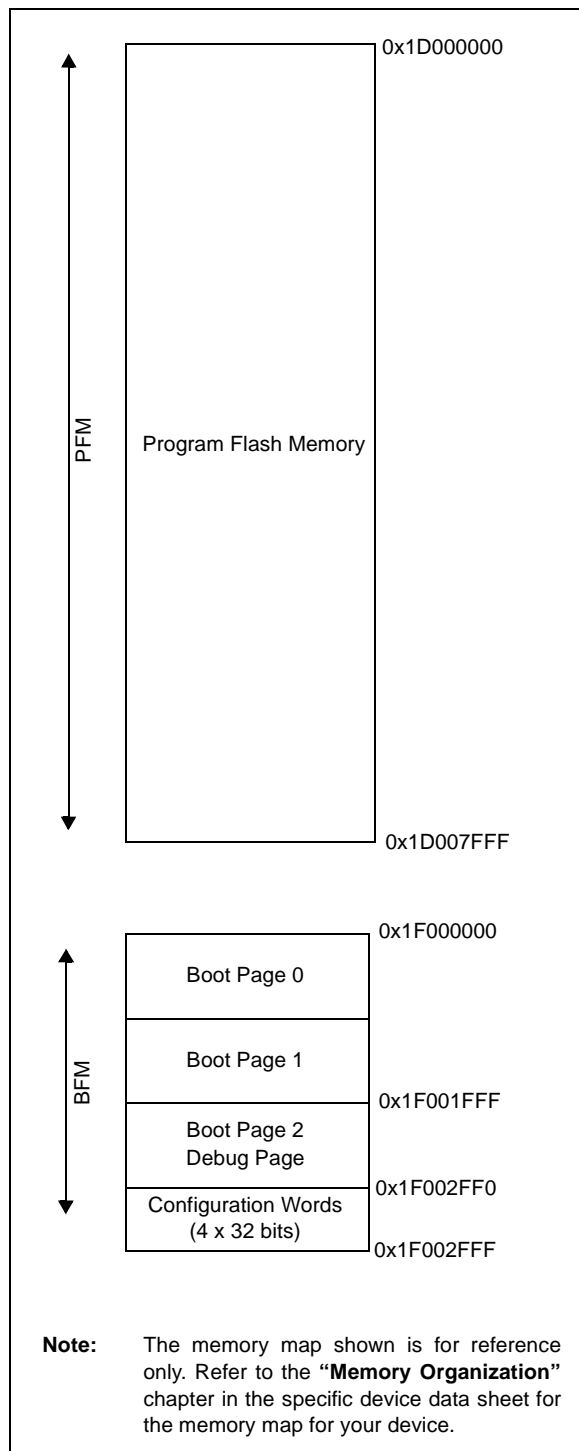 0x1D000000
PFM
Program Flash Memory
0x1D007FFF
0x1F000000
BFM
Boot Page 0
Boot Page 1
0x1F001FFF
Boot Page 2
Debug Page
0x1F002FF0
Configuration Words
(4 x 32 bits)
0x1F002FFF
Note: The memory map shown is for reference
only. Refer to the “Memory Organization”
chapter in the specific device data sheet for
the memory map for your device.